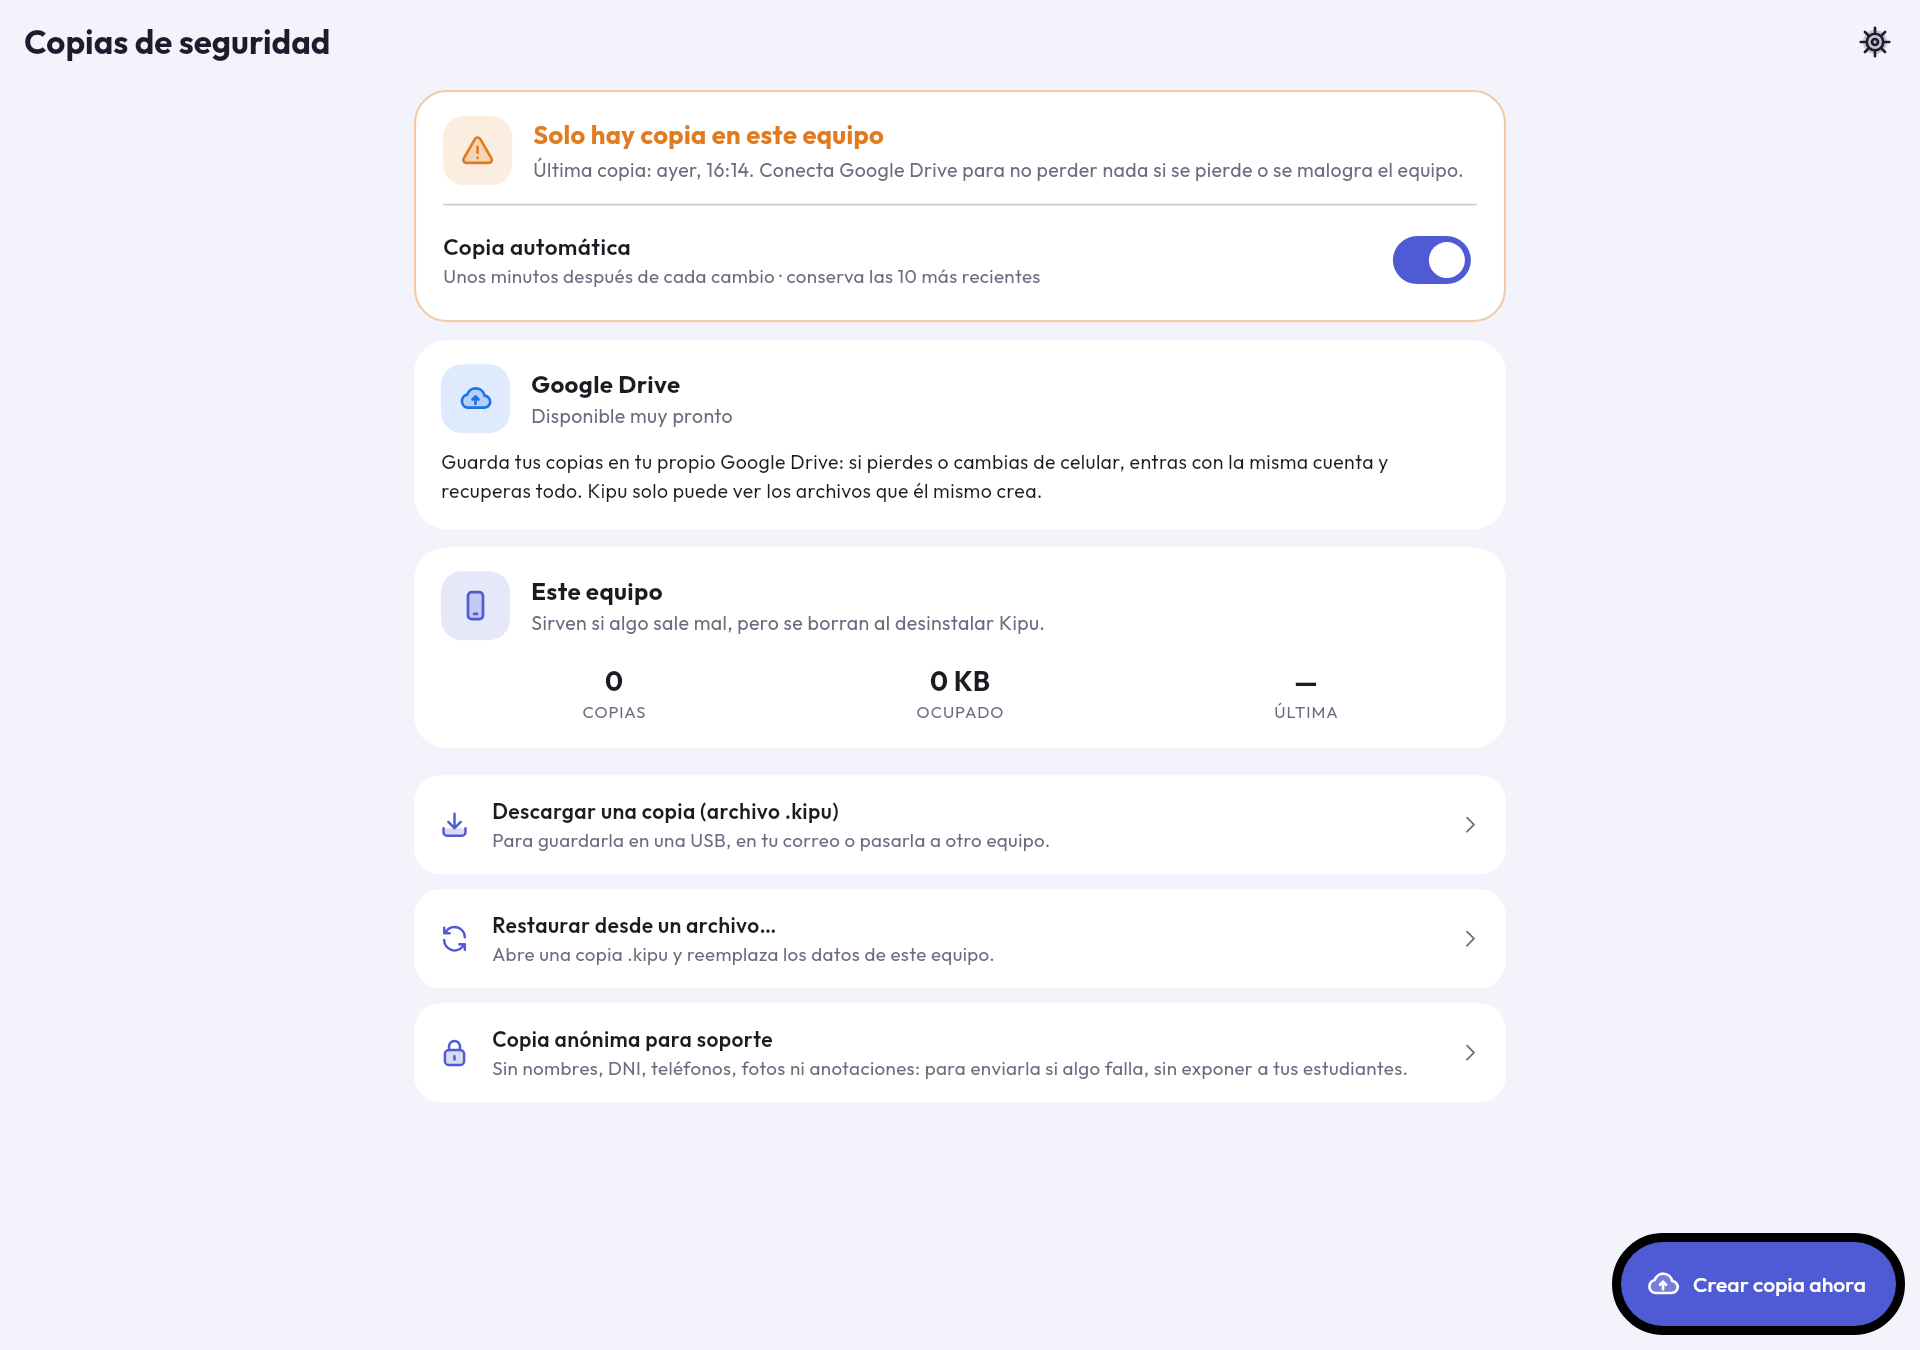 Copias de seguridad
Solo hay copia en este equipo
Última copia: ayer, 16:14. Conecta Google Drive para no perder nada si se pierde o se malogra el equipo.
Copia automática
Unos minutos después de cada cambio · conserva las 10 más recientes
Google Drive
Disponible muy pronto
Guarda tus copias en tu propio Google Drive: si pierdes o cambias de celular, entras con la misma cuenta y
recuperas todo. Kipu solo puede ver los archivos que él mismo crea.
Este equipo
Sirven si algo sale mal, pero se borran al desinstalar Kipu.
0 0 KB —
COPIAS OCUPADO ÚLTIMA
Descargar una copia (archivo .kipu)
Para guardarla en una USB, en tu correo o pasarla a otro equipo.
Restaurar desde un archivo...
Abre una copia .kipu y reemplaza los datos de este equipo.
Copia anónima para soporte
Sin nombres, DNI, teléfonos, fotos ni anotaciones: para enviarla si algo falla, sin exponer a tus estudiantes.
Crear copia ahora